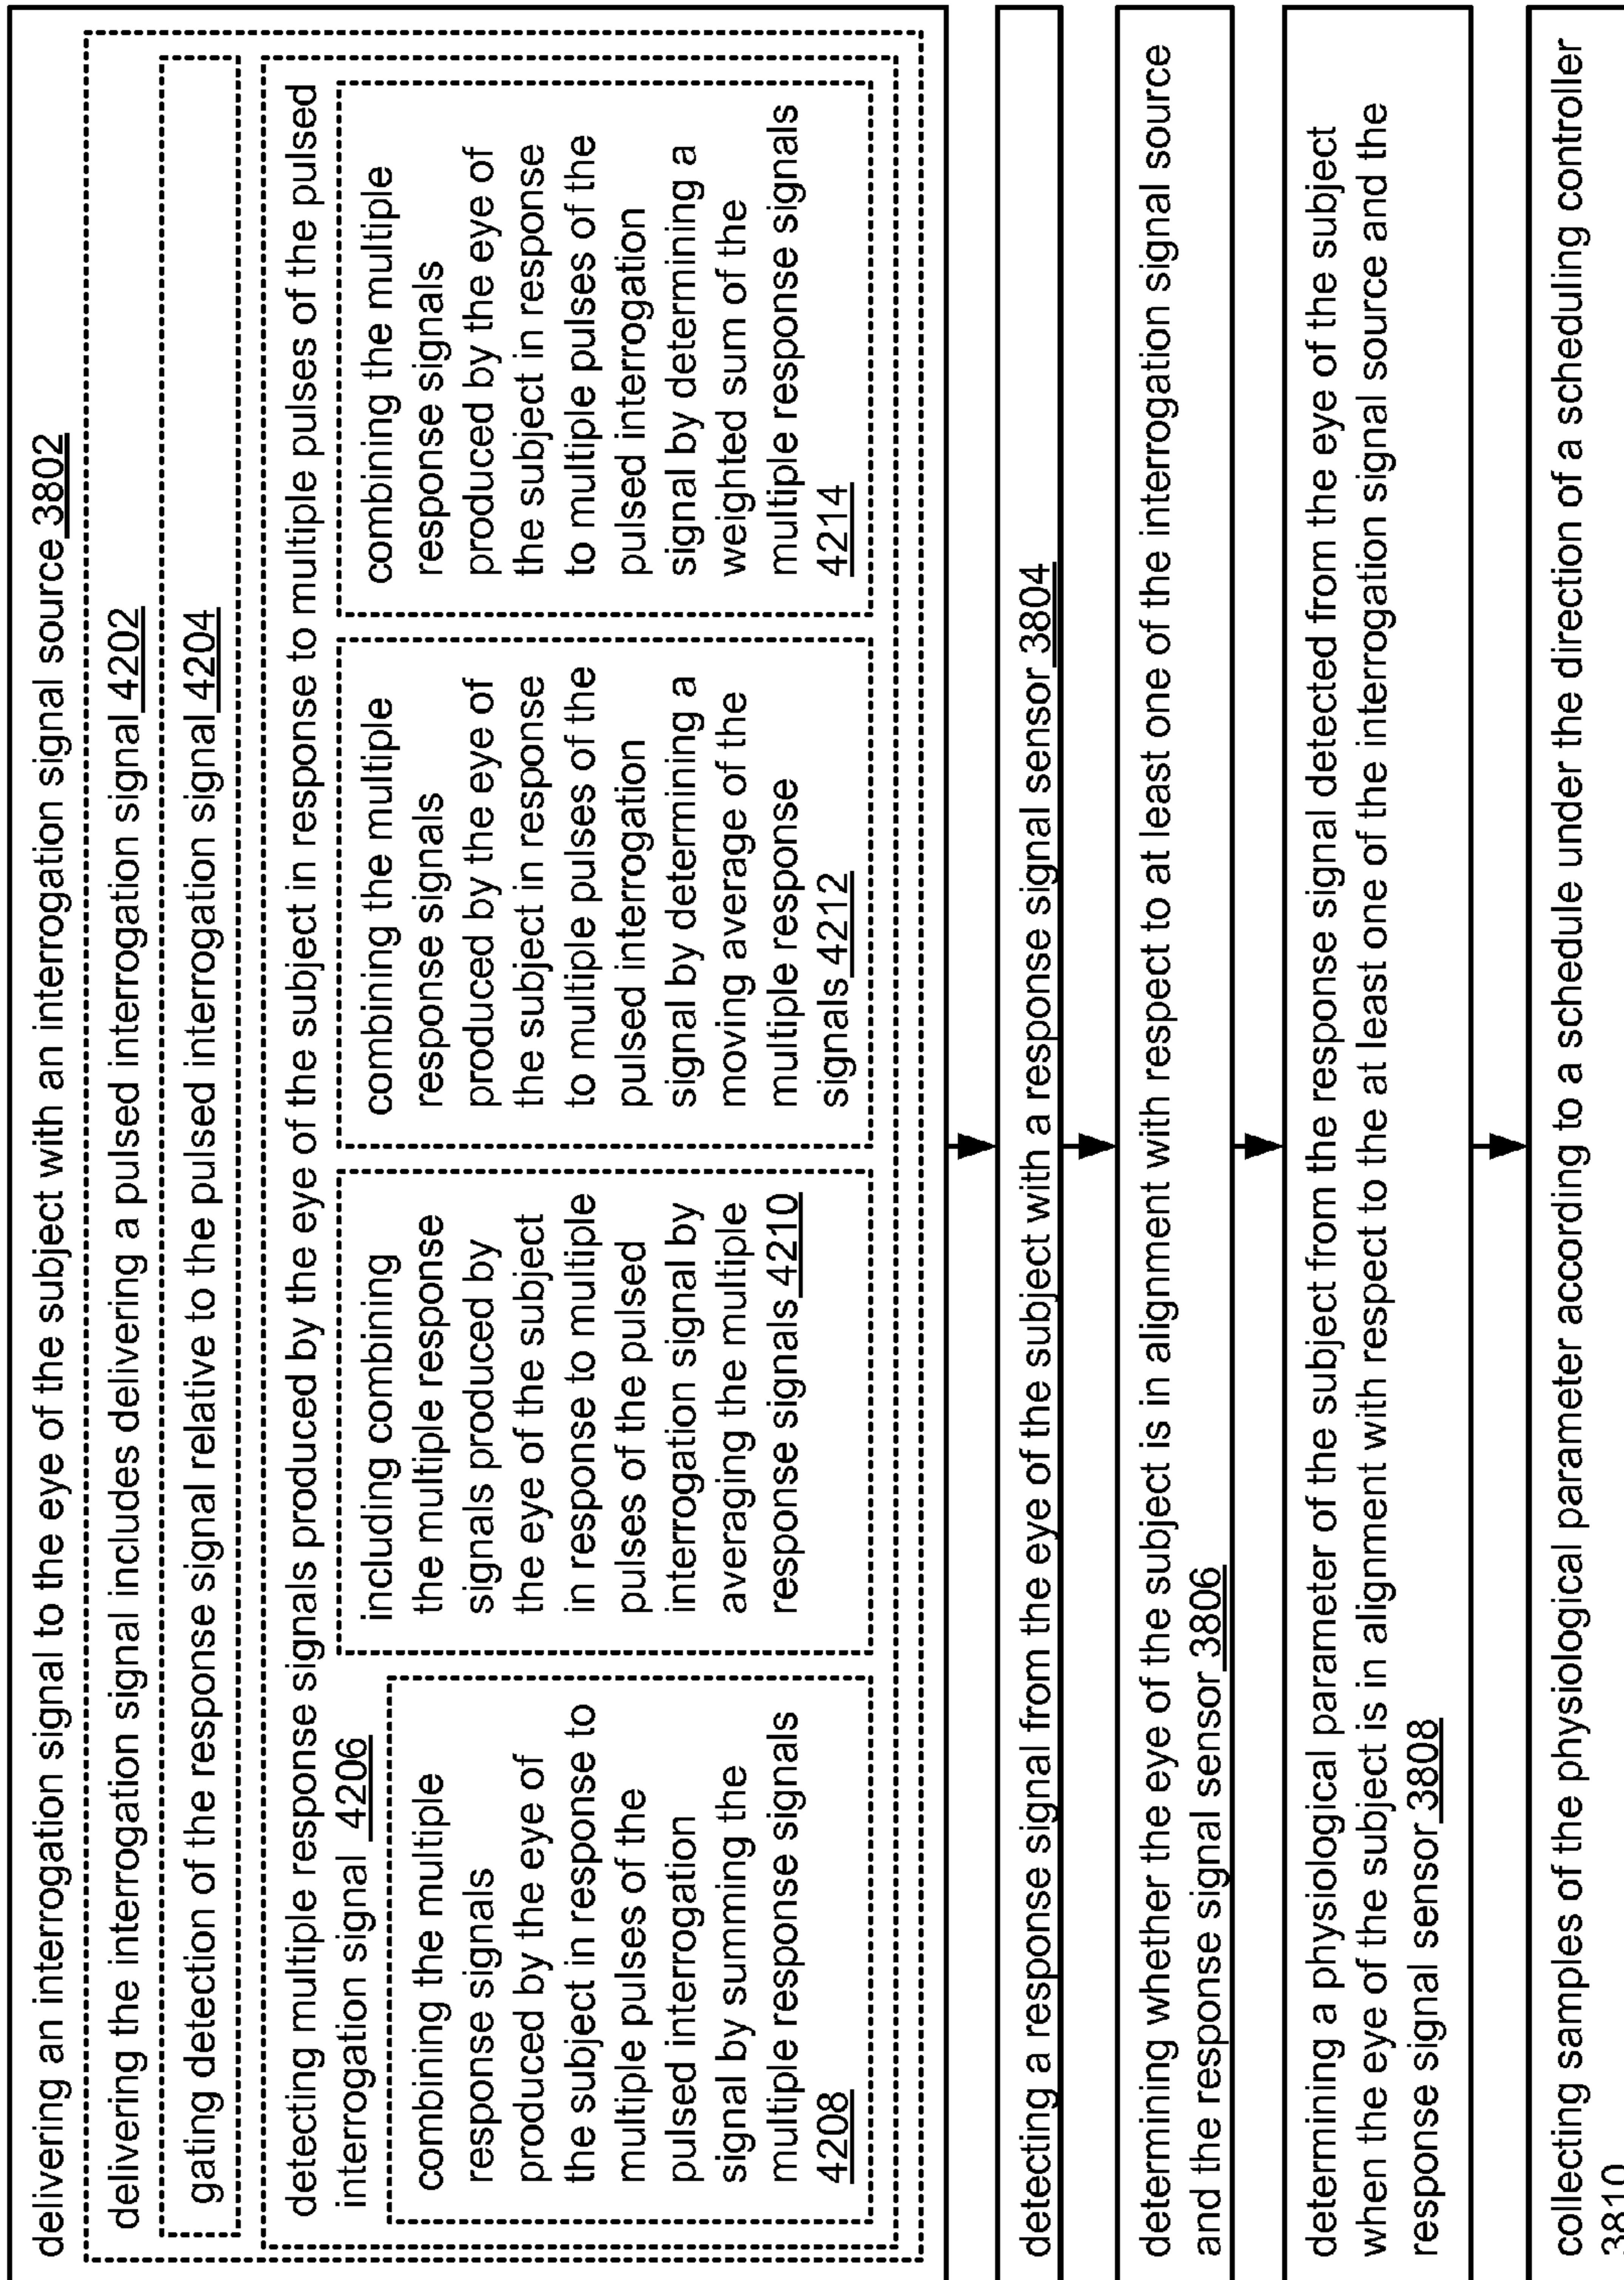 delivering an interrogation signal to the eye of the subject with an interrogation signal source 3802
delivering the interrogation signal includes delivering a pulsed interrogation signal 4202
gating detection of the response signal relative to the pulsed interrogation signal 4204
detecting multiple response signals produced by the eye of the subject in response to multiple pulses of the pulsed
interrogation signal 4206
combining the multiple
response signals
produced by the eye of
the subject in response to
multiple pulses of the
pulsed interrogation
signal by summing the
multiple response signals
4208
including combining
the multiple response
signals produced by
the eye of the subject
in response to multiple
pulses of the pulsed
interrogation signal by
averaging the multiple
response signals 4210
combining the multiple
response signals
produced by the eye of
the subject in response
to multiple pulses of the
pulsed interrogation
signal by determining a
moving average of the
multiple response
signals 4212
combining the multiple
response signals
produced by the eye of
the subject in response
to multiple pulses of the
pulsed interrogation
signal by determining a
weighted sum of the
multiple response signals
4214
detecting a response signal from the eye of the subject with a response signal sensor 3804
determining whether the eye of the subject is in alignment with respect to at least one of the interrogation signal source
and the response signal sensor 3806
determining a physiological parameter of the subject from the response signal detected from the eye of the subject
when the eye of the subject is in alignment with respect to the at least one of the interrogation signal source and the
response signal sensor 3808
collecting samples of the physiological parameter according to a schedule under the direction of a scheduling controller
3810